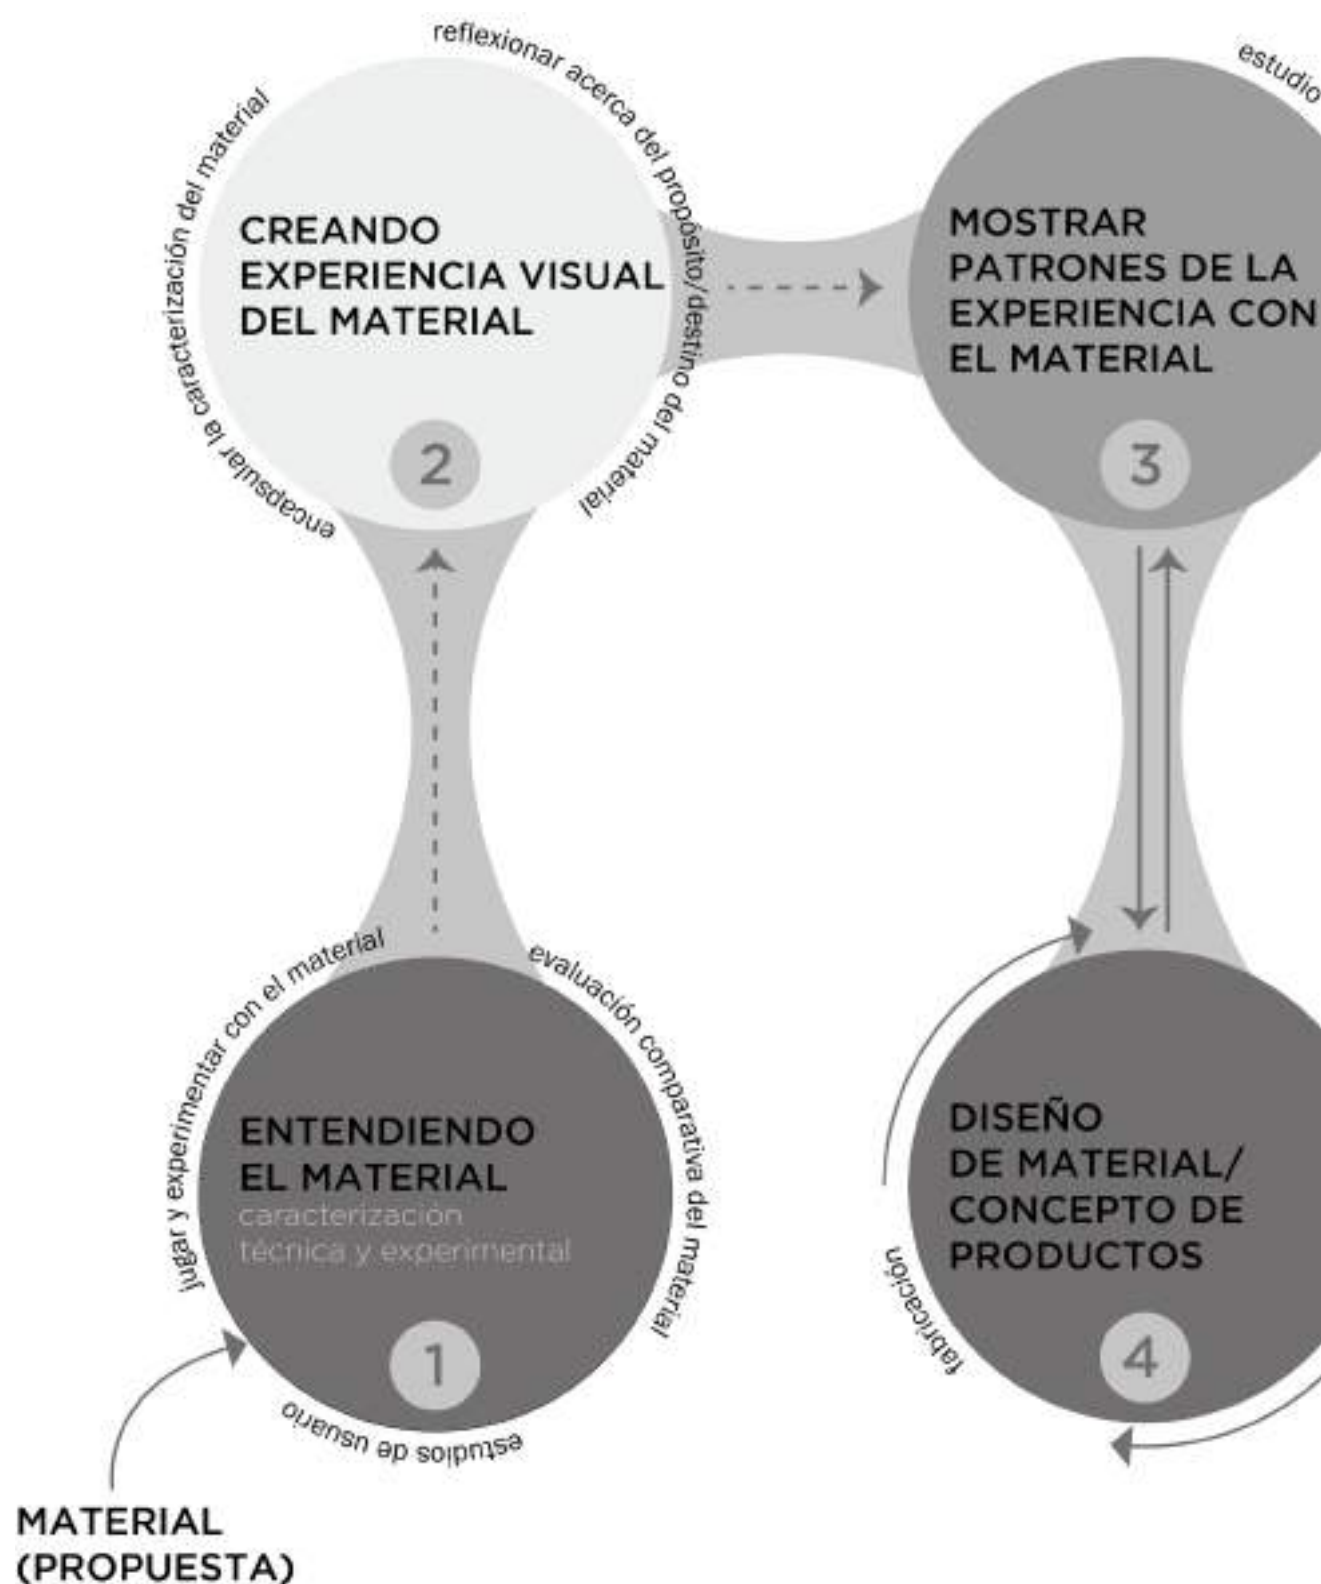 reflexionar acerca del propósito/destino del material
encapsular la caracterización del material
CREANDO
EXPERIENCIA VISUAL
DEL MATERIAL
2
estudio
MOSTRAR
PATRONES DE LA
EXPERIENCIA CON
EL MATERIAL
3
jugar y experimentar con el material
evaluación comparativa del material
ENTENDIENDO
EL MATERIAL
caracterización
técnica y experimental
1
estudios de usuario
DISEÑO
DE MATERIAL/
CONCEPTO DE
PRODUCTOS
4
fabricación
MATERIAL
(PROPUESTA)